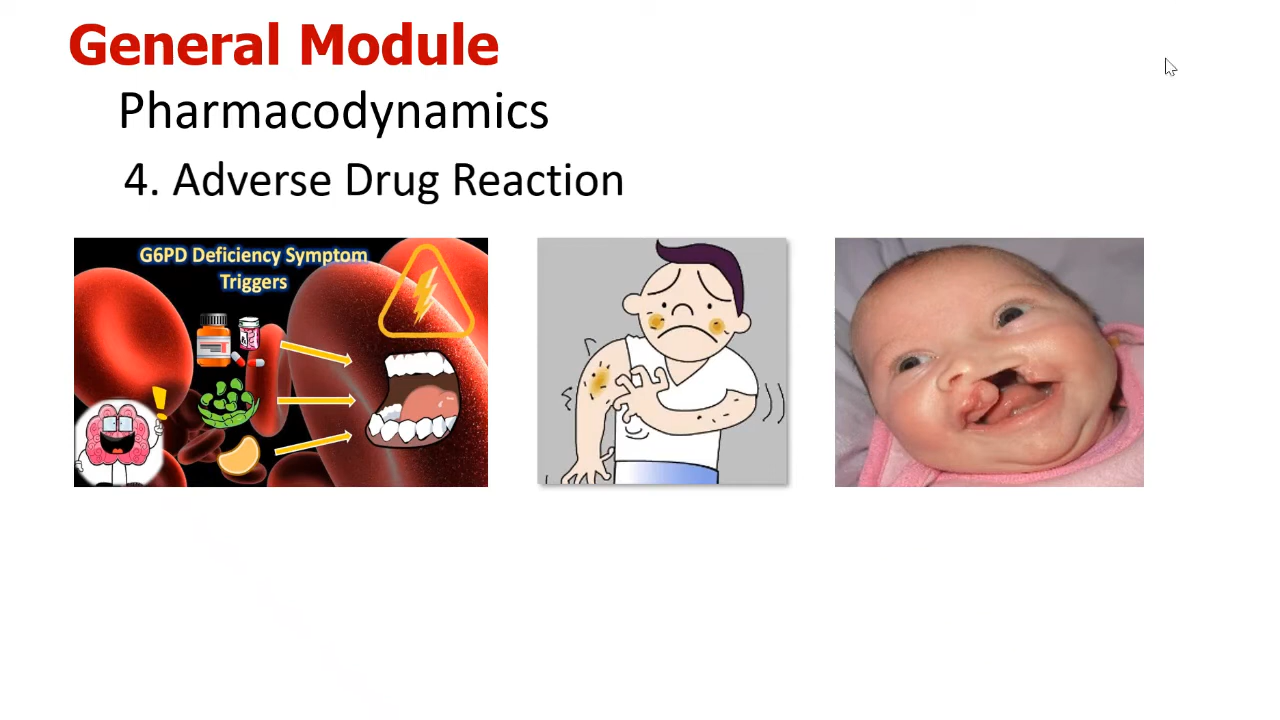 General Module
Pharmacodynamics
4. Adverse Drug Reaction
G6PD Deficiency Symptom
Triggers